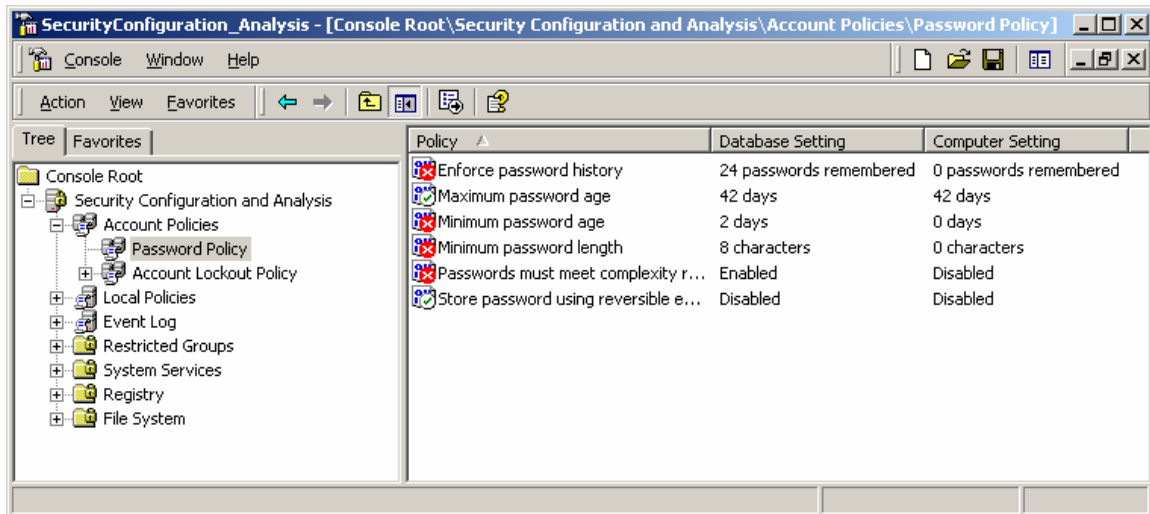 SecurityConfiguration_Analysis - [Console Root\Security Configuration and Analysis\Account Policies\Password Policy]
Console Window Help
Action View Favorites
Tree Favorites
Console Root
Security Configuration and Analysis
Account Policies
Password Policy
Account Lockout Policy
Local Policies
Event Log
Restricted Groups
System Services
Registry
File System
Policy Database Setting Computer Setting
Enforce password history 24 passwords remembered 0 passwords remembered
Maximum password age 42 days 42 days
Minimum password age 2 days 0 days
Minimum password length 8 characters 0 characters
Passwords must meet complexity r... Enabled Disabled
Store password using reversible e... Disabled Disabled